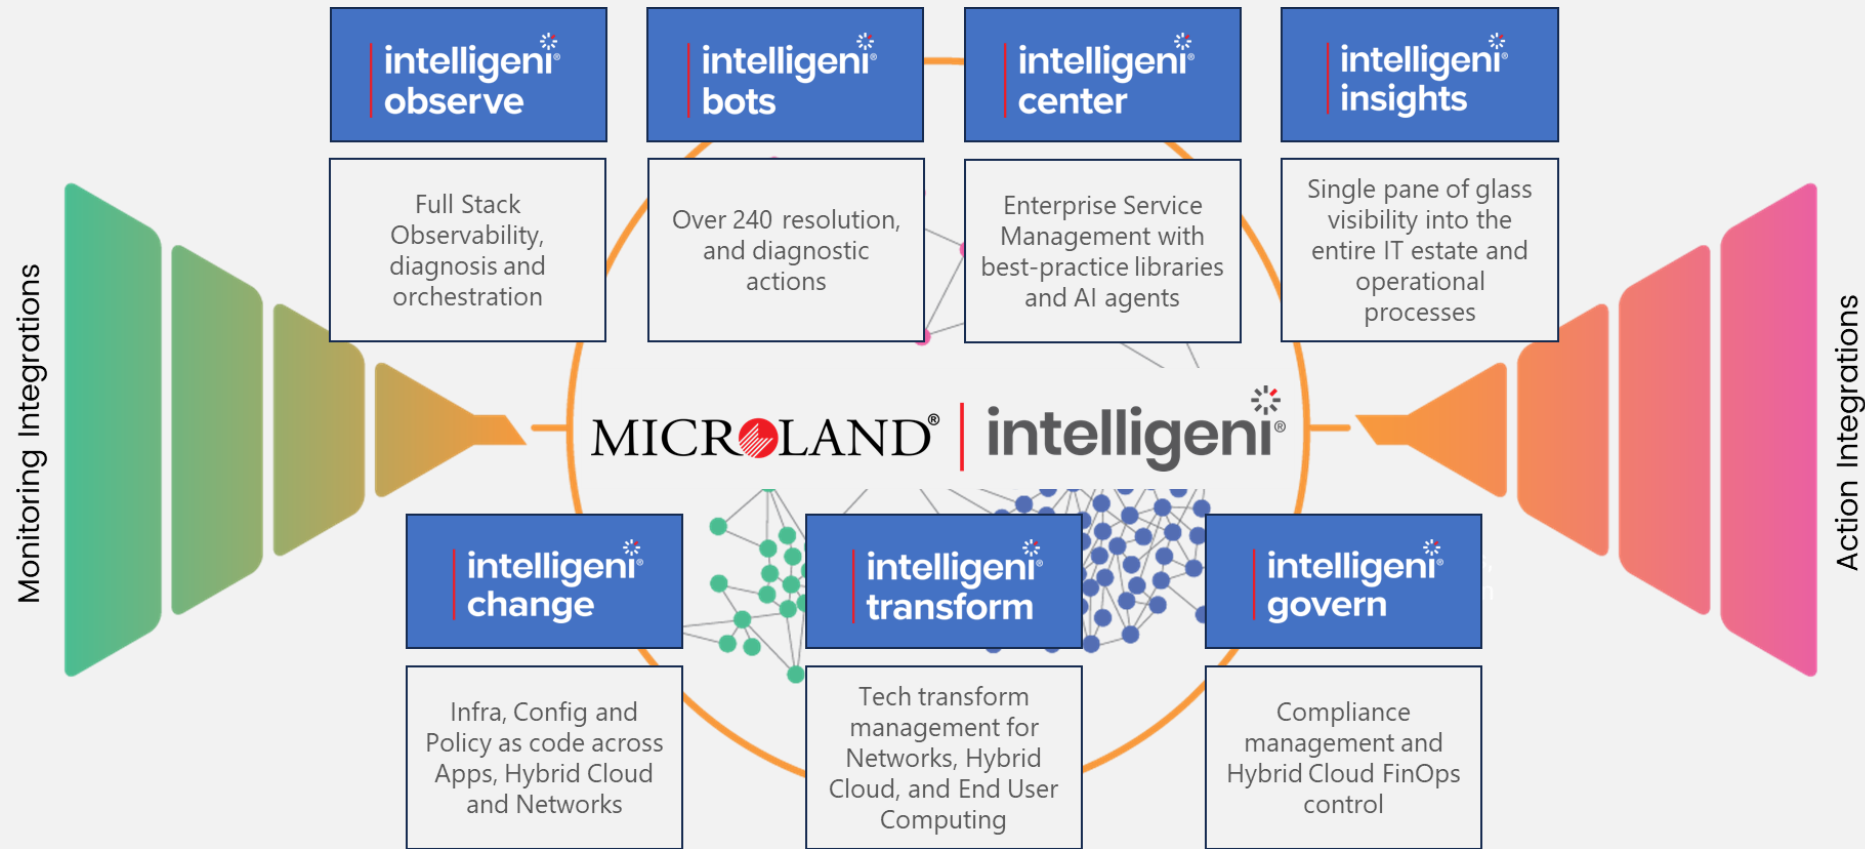 intelligeni®
observe
intelligeni®
bots
intelligeni®
center
intelligeni®
insights
Full Stack
Observability,
diagnosis and
orchestration
Over 240 resolution,
and diagnostic
actions
Enterprise Service
Management with
best-practice libraries
and AI agents
Single pane of glass
visibility into the
entire IT estate and
operational
processes
Monitoring Integrations
MICROLAND®
intelligeni®
Action Integrations
intelligeni®
change
intelligeni®
transform
intelligeni®
govern
Infra, Config and
Policy as code across
Apps, Hybrid Cloud
and Networks
Tech transform
management for
Networks, Hybrid
Cloud, and End User
Computing
Compliance
management and
Hybrid Cloud FinOps
control